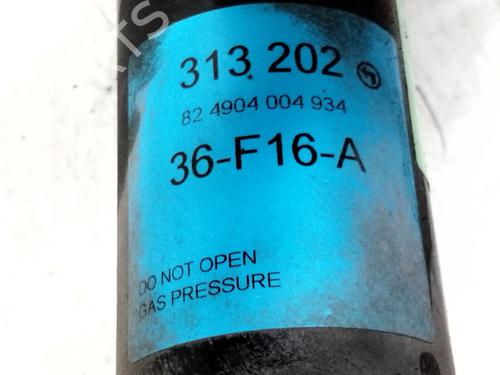 313 202
82 4904 004 934
36-F16-A
DO NOT OPEN
GAS PRESSURE